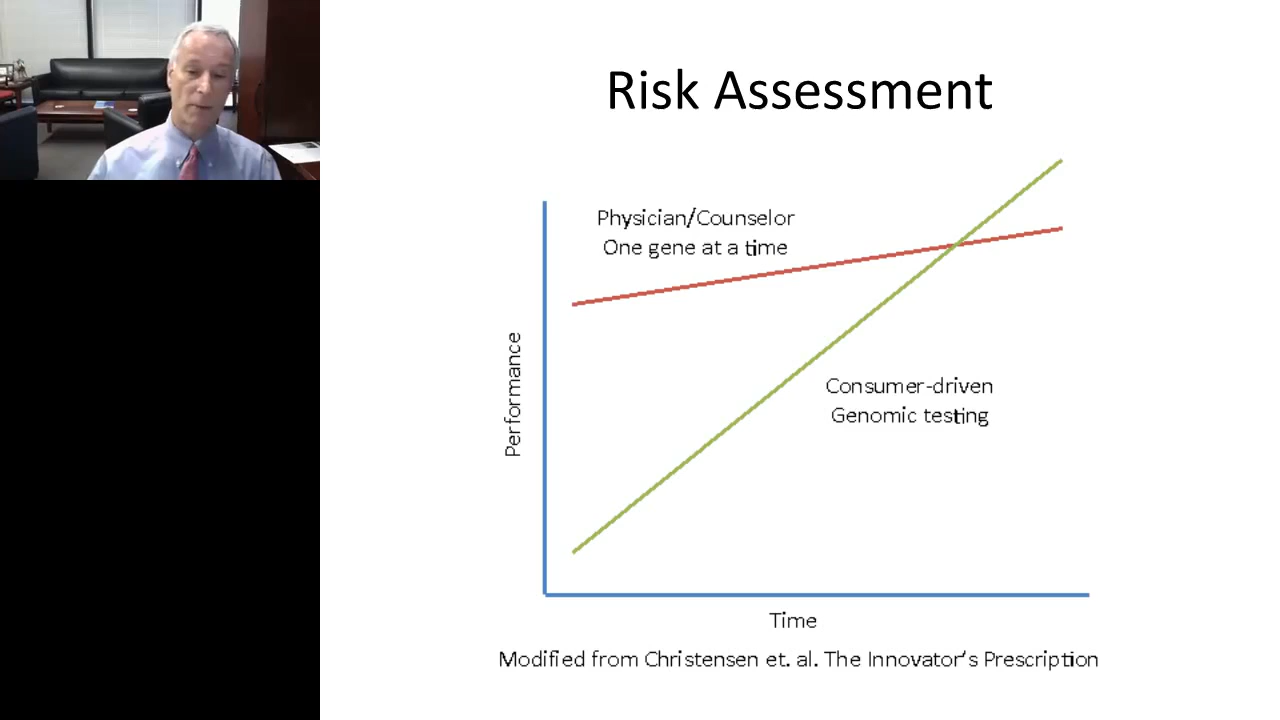 Risk Assessment
Physician/Counselor
One gene at a time
Consumer-driven
Genomic testing
Performance
Time
Modified from Christensen et. al. The Innovator's Prescription